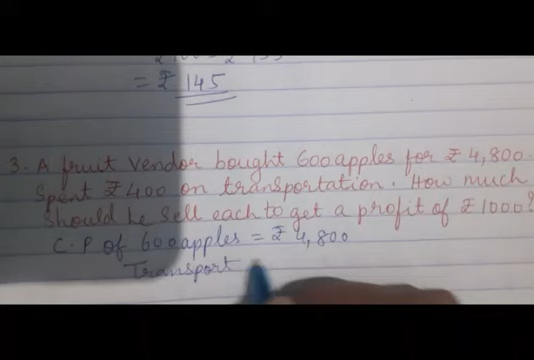 = ₹ 145
3. A fruit vendor bought 600 apples for ₹ 4,800.
Spent ₹ 400 on transportation. How much
should he sell each to get a profit of ₹ 1000?
C.P of 600 apples = ₹ 4,800
Transport